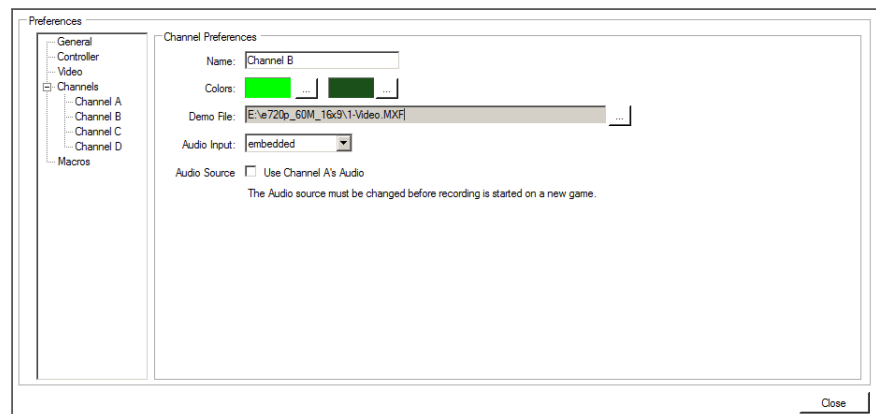 Preferences
General
Controller
Video
Channels
Channel A
Channel B
Channel C
Channel D
Macros
Channel Preferences
Name: Channel B
Colors: ... ...
Demo File: E:\e720p_60M_16x9\1-Video.MXF ...
Audio Input: embedded
Audio Source Use Channel A's Audio
The Audio source must be changed before recording is started on a new game.
Close